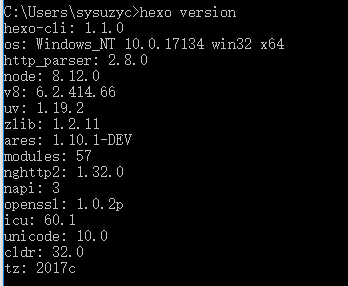 C:\Users\sysuzyc>hexo version
hexo-cli: 1.1.0
os: Windows_NT 10.0.17134 win32 x64
http_parser: 2.8.0
node: 8.12.0
v8: 6.2.414.66
uv: 1.19.2
zlib: 1.2.11
ares: 1.10.1-DEV
modules: 57
nghttp2: 1.32.0
napi: 3
openssl: 1.0.2p
icu: 60.1
unicode: 10.0
cldr: 32.0
tz: 2017c